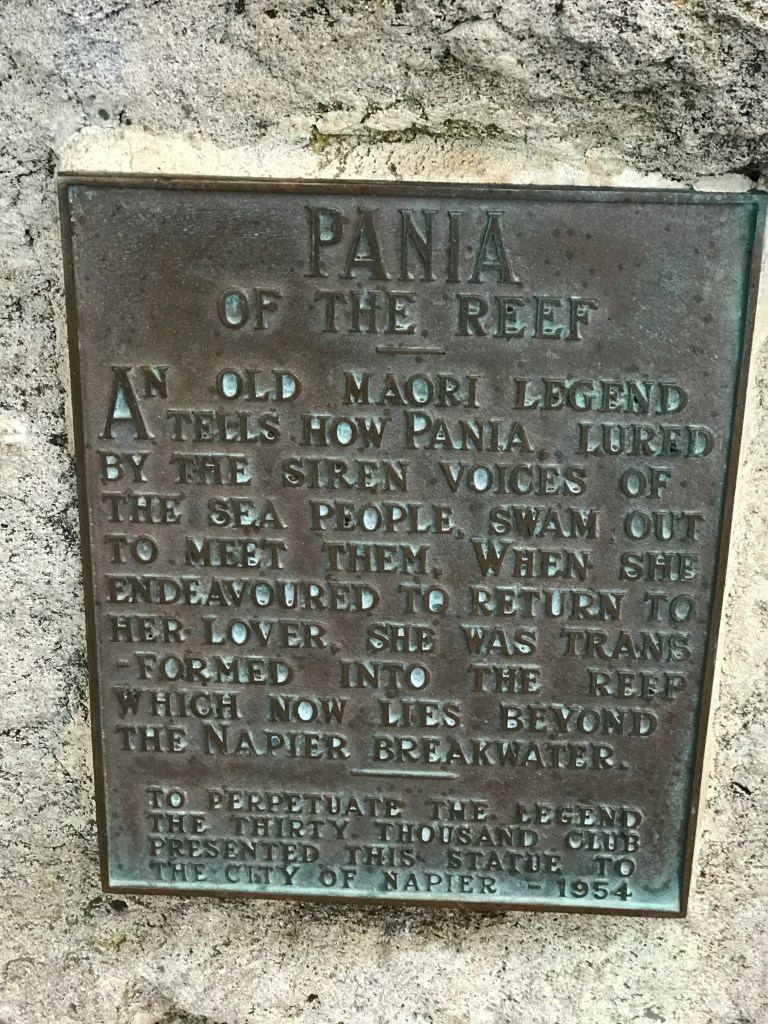 PANIA
OF THE REEF
AN OLD MAORI LEGEND
TELLS HOW PANIA, LURED
BY THE SIREN VOICES OF
THE SEA PEOPLE, SWAM OUT
TO MEET THEM. WHEN SHE
ENDEAVOURED TO RETURN TO
HER LOVER, SHE WAS TRANS
-FORMED INTO THE REEF
WHICH NOW LIES BEYOND
THE NAPIER BREAKWATER.
TO PERPETUATE THE LEGEND
THE THIRTY THOUSAND CLUB
PRESENTED THIS STATUE TO
THE CITY OF NAPIER - 1954